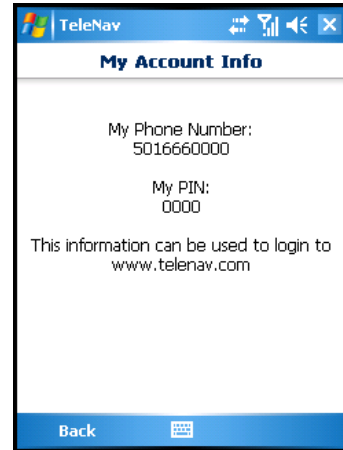 TeleNav
My Account Info
My Phone Number:
5016660000
My PIN:
0000
This information can be used to login to
www.telenav.com
Back